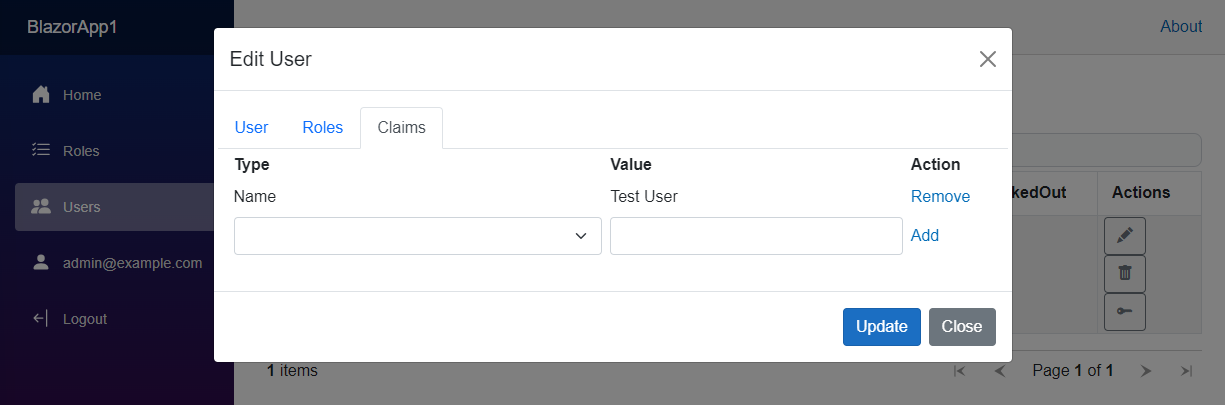 BlazorApp1
About
Edit User
Home
User Roles Claims
Type Value Action
Roles
kedOut Actions
Name Test User Remove
Users
Add
admin@example.com
Logout
Update Close
1 items
Page 1 of 1